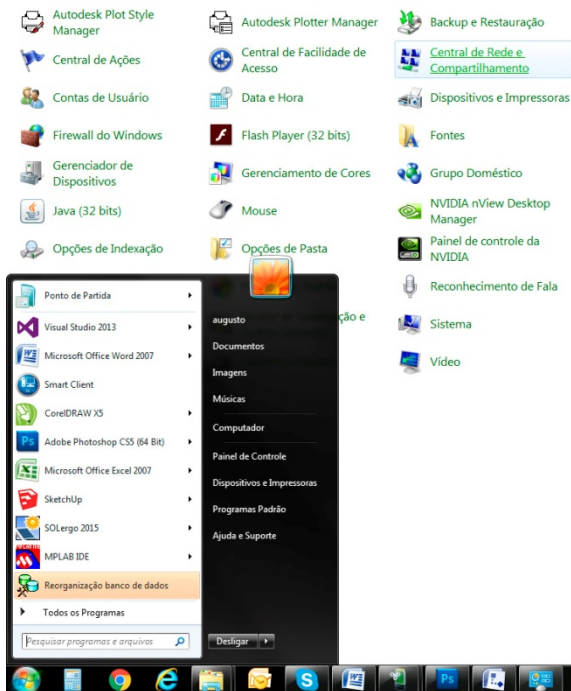 Autodesk Plot Style
Manager
Autodesk Plotter Manager
Backup e Restauração
Central de Ações
Central de Facilidade de
Acesso
Central de Rede e
Compartilhamento
Contas de Usuário
Data e Hora
Dispositivos e Impressoras
Firewall do Windows
Flash Player (32 bits)
Fontes
Gerenciador de
Dispositivos
Gerenciamento de Cores
Grupo Doméstico
Java (32 bits)
Mouse
NVIDIA nView Desktop
Manager
Opções de Indexação
Opções de Pasta
Painel de controle da
NVIDIA
Reconhecimento de Fala
ção e
Sistema
Vídeo
Ponto de Partida
Visual Studio 2013
Microsoft Office Word 2007
Smart Client
CorelDRAW X5
Ps
Adobe Photoshop CS5 (64 Bit)
Microsoft Office Excel 2007
SketchUp
SOLergo 2015
MPLAB IDE
Reorganização banco de dados
Todos os Programas
Pesquisar programas e arquivos
augusto
Documentos
Imagens
Músicas
Computador
Painel de Controle
Dispositivos e Impressoras
Programas Padrão
Ajuda e Suporte
Desligar
Ps